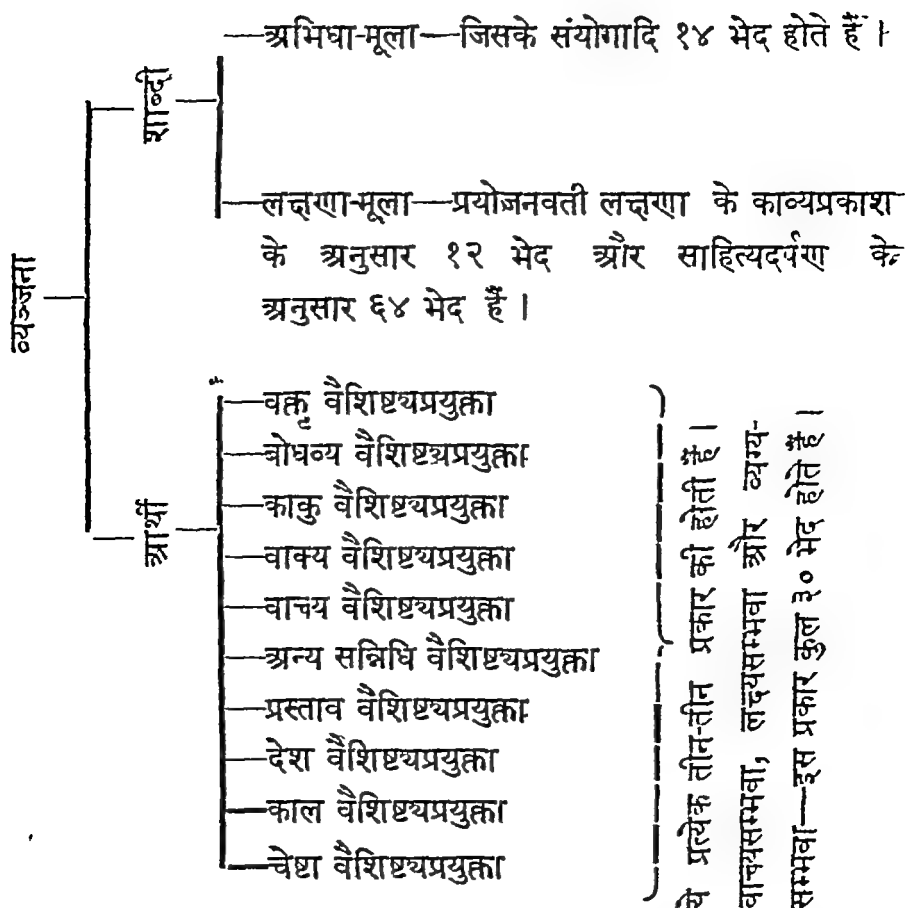 व्यञ्जना
शाब्दी
अभिधा-मूला—जिसके संयोगादि १४ भेद होते हैं ।
लक्षणा-मूला—प्रयोजनवती लक्षणा के काव्यप्रकाश
के अनुसार १२ भेद और साहित्यदर्पण के
अनुसार ६४ भेद हैं ।
आर्थी
वक्तृ वैशिष्ट्यप्रयुक्ता
बोधव्य वैशिष्ट्यप्रयुक्ता
काकु वैशिष्ट्यप्रयुक्ता
वाक्य वैशिष्ट्यप्रयुक्ता
वाच्य वैशिष्ट्यप्रयुक्ता
अन्य सन्निधि वैशिष्ट्यप्रयुक्ता
प्रस्ताव वैशिष्ट्यप्रयुक्ता
देश वैशिष्ट्यप्रयुक्ता
काल वैशिष्ट्यप्रयुक्ता
चेष्टा वैशिष्ट्यप्रयुक्ता
ये प्रत्येक तीन-तीन प्रकार की होती हैं ।
वाच्यसम्भवा, लक्ष्यसम्भवा और व्यग्य-
सम्भवा—इस प्रकार कुल ३० भेद होते हैं ।